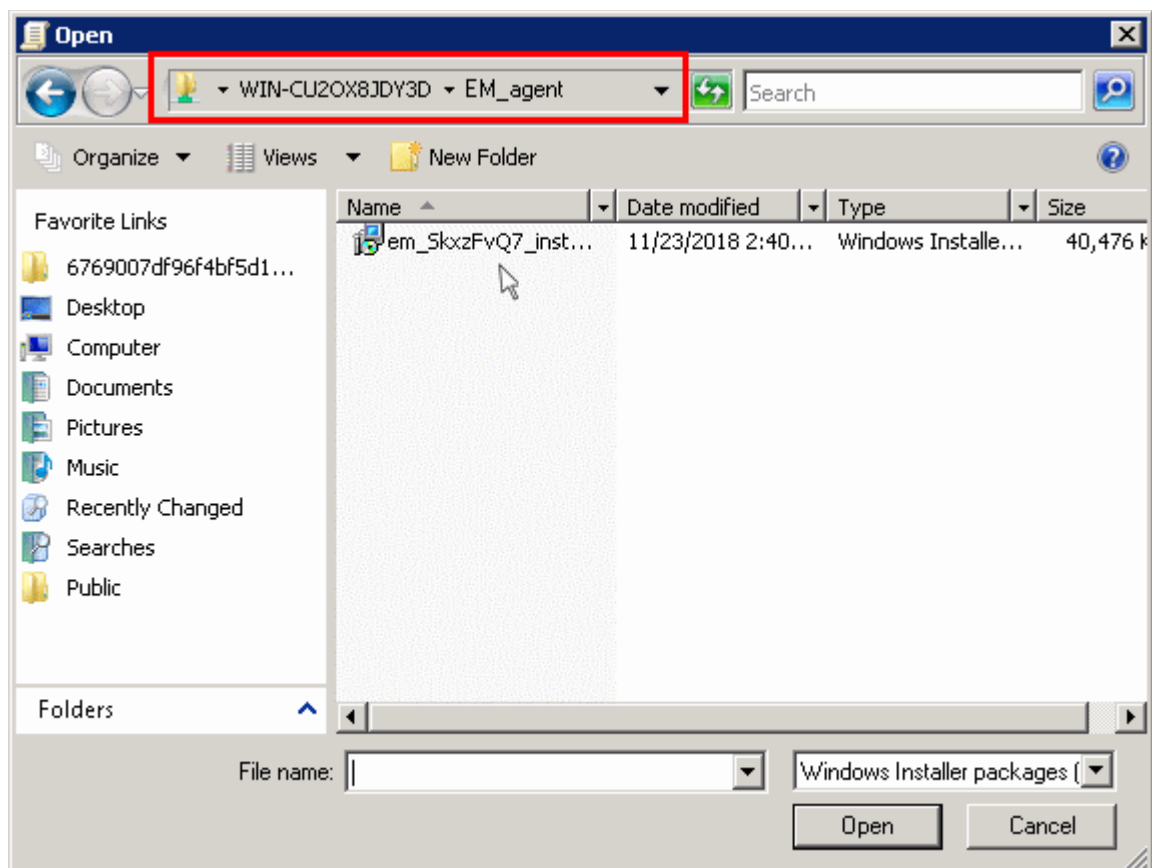 Open
WIN-CU2OX8JDY3D EM_agent Search
Organize Views New Folder
Favorite Links
6769007df96f4bf5d1...
Desktop
Computer
Documents
Pictures
Music
Recently Changed
Searches
Public
Folders
Name Date modified Type Size
em_SkxzFvQ7_inst... 11/23/2018 2:40... Windows Installe... 40,476 K
File name: Windows Installer packages (
Open Cancel